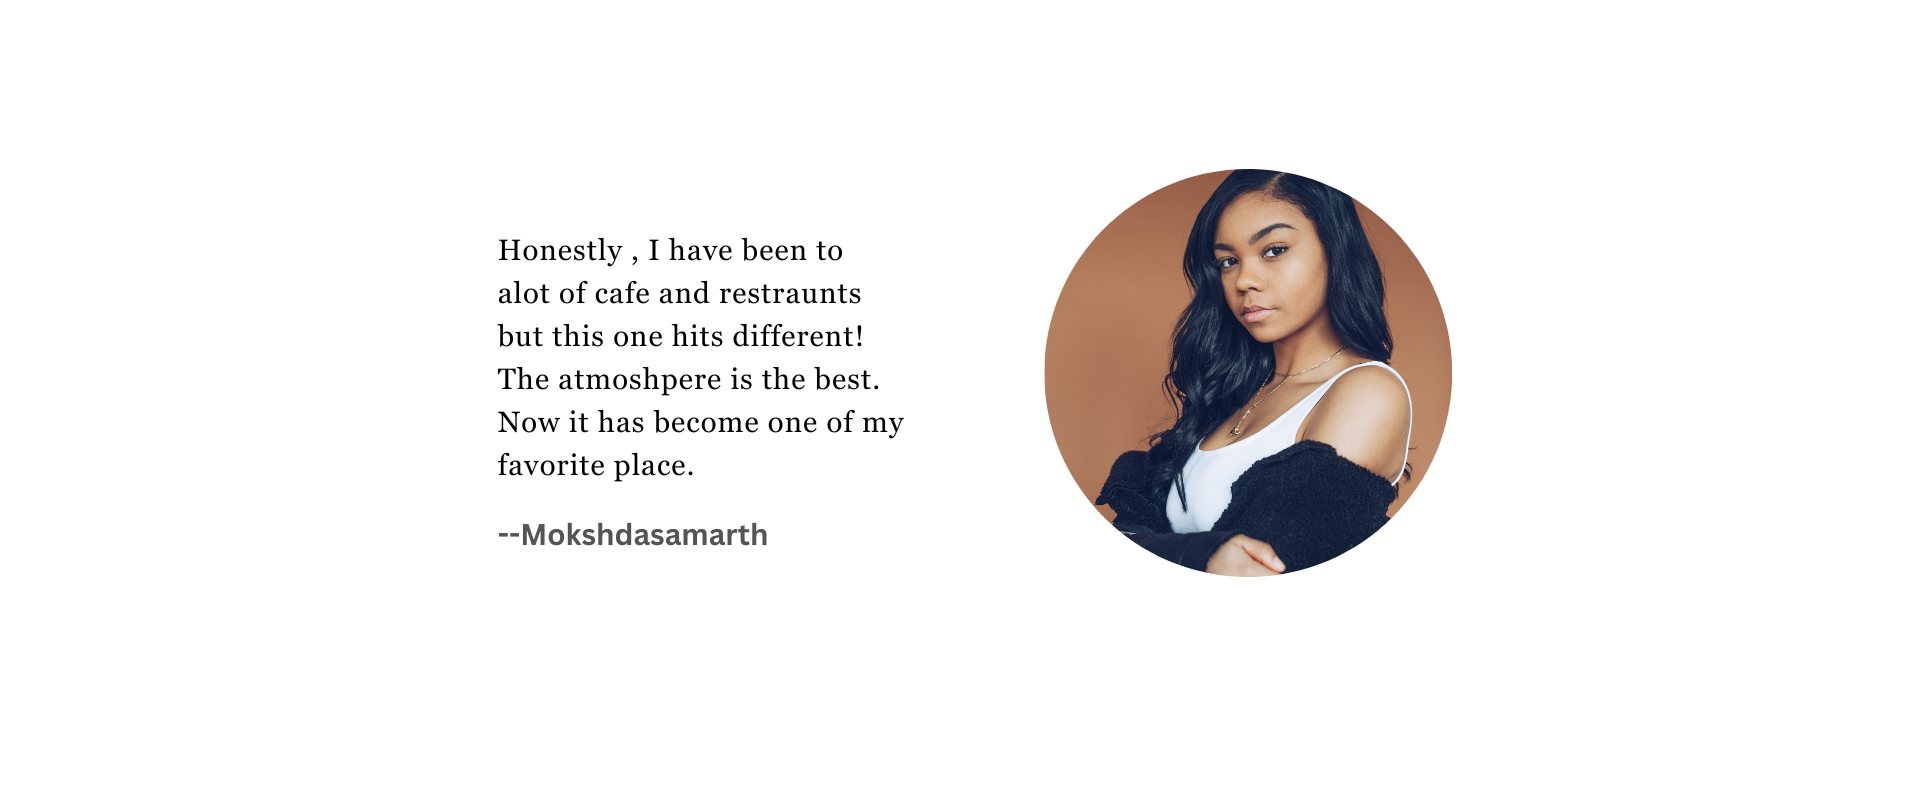 Honestly , I have been to
alot of cafe and restraunts
but this one hits different!
The atmoshpere is the best.
Now it has become one of my
favorite place.
--Mokshdasamarth